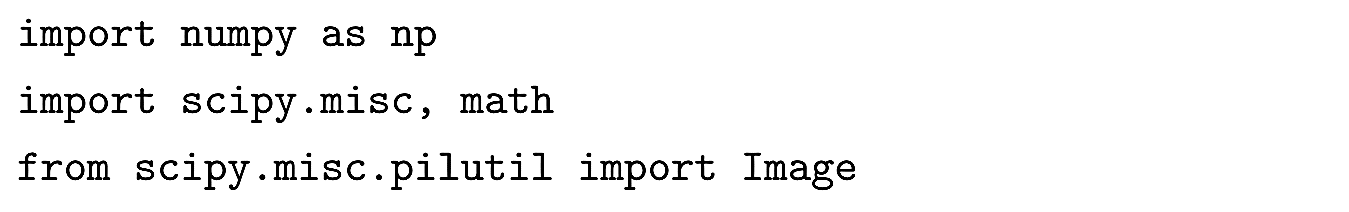 import numpy as np
import scipy.misc, math
from scipy.misc.pilutil import Image